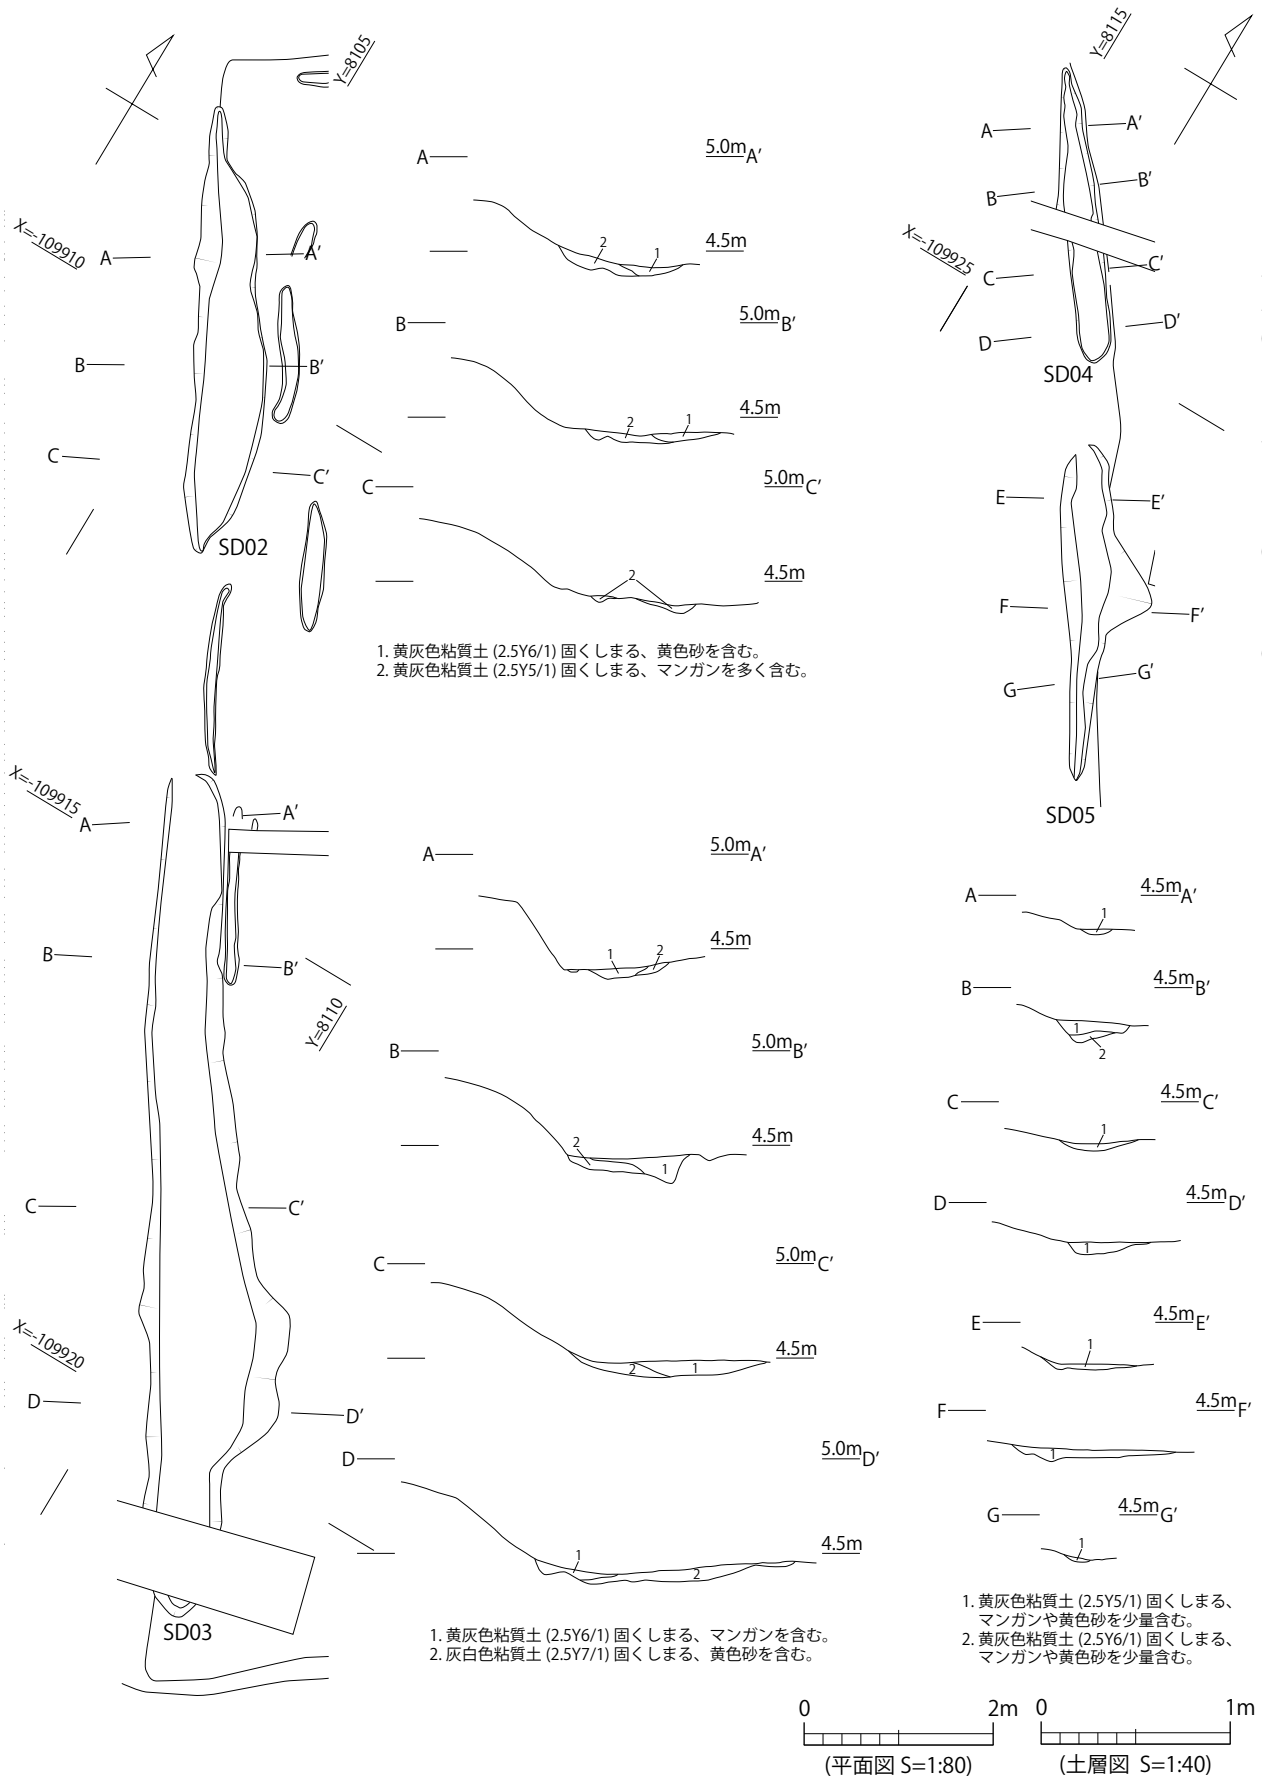 Y=8105
X=-109910
A
A′
B
B′
C
C′
SD02
5.0m
A
A′
4.5m
5.0m
B
B′
4.5m
5.0m
C
C′
4.5m
2
1
2
1
2
1. 黄灰色粘質土 (2.5Y6/1) 固くしまる、黄色砂を含む。
2. 黄灰色粘質土 (2.5Y5/1) 固くしまる、マンガンを多く含む。
Y=8115
X=-109925
A
A′
B
B′
C
C′
D
D′
SD04
E
E′
F
F′
G
G′
SD05
X=-109915
A
A′
B
B′
Y=8110
C
C′
X=-109920
D
D′
SD03
5.0m
A
A′
1
2
4.5m
5.0m
B
B′
2
1
4.5m
5.0m
C
C′
2
1
4.5m
5.0m
D
D′
1
2
4.5m
1. 黄灰色粘質土 (2.5Y6/1) 固くしまる、マンガンを含む。
2. 灰白色粘質土 (2.5Y7/1) 固くしまる、黄色砂を含む。
A
4.5m
A′
1
B
4.5m
B′
1
2
C
4.5m
C′
1
D
4.5m
D′
1
E
4.5m
E′
1
F
4.5m
F′
1
G
4.5m
G′
1
1. 黄灰色粘質土 (2.5Y5/1) 固くしまる、
マンガンや黄色砂を少量含む。
2. 黄灰色粘質土 (2.5Y6/1) 固くしまる、
マンガンや黄色砂を少量含む。
0 2m
(平面図 S=1:80)
0 1m
(土層図 S=1:40)